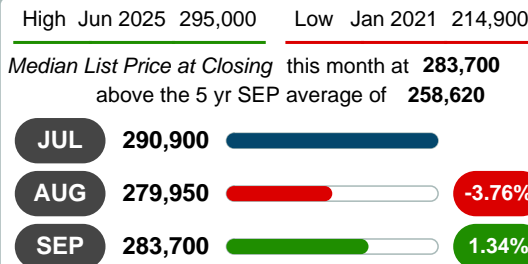 High Jun 2025 295,000 Low Jan 2021 214,900
Median List Price at Closing this month at 283,700
above the 5 yr SEP average of 258,620
JUL 290,900
AUG 279,950 -3.76%
SEP 283,700 1.34%